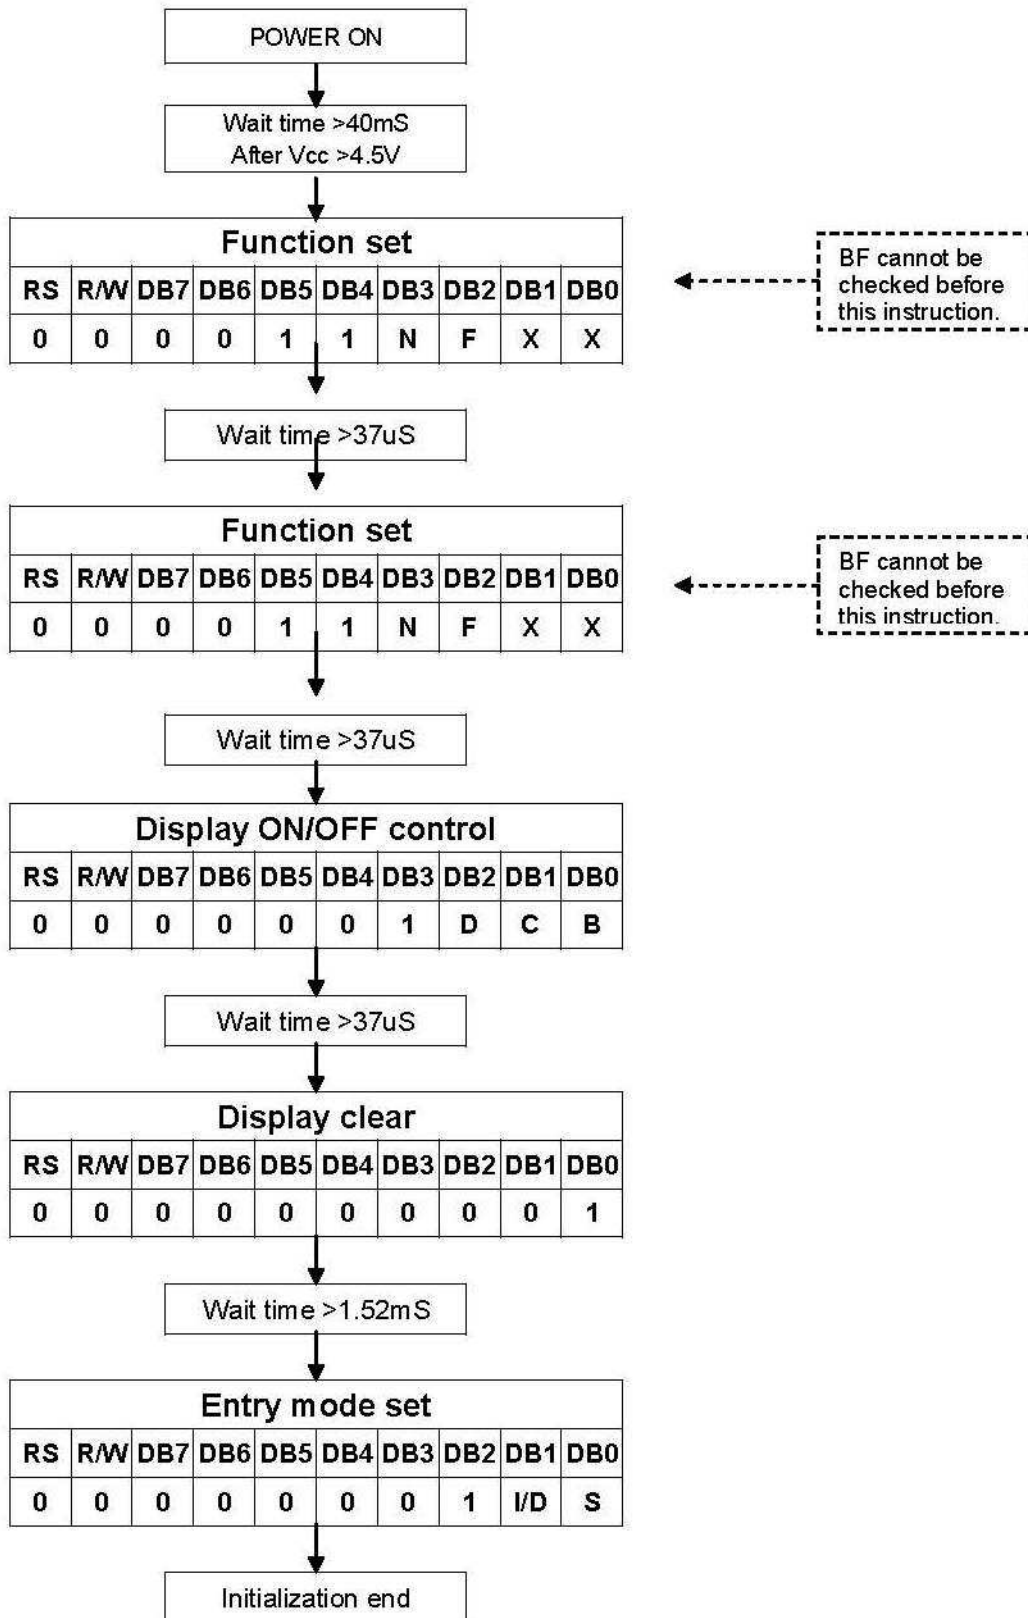 POWER ON
Wait time >40mS
After Vcc >4.5V
Function set
RS R/W DB7 DB6 DB5 DB4 DB3 DB2 DB1 DB0
0 0 0 0 1 1 N F X X
BF cannot be
checked before
this instruction.
Wait time >37uS
Function set
RS R/W DB7 DB6 DB5 DB4 DB3 DB2 DB1 DB0
0 0 0 0 1 1 N F X X
BF cannot be
checked before
this instruction.
Wait time >37uS
Display ON/OFF control
RS R/W DB7 DB6 DB5 DB4 DB3 DB2 DB1 DB0
0 0 0 0 0 0 1 D C B
Wait time >37uS
Display clear
RS R/W DB7 DB6 DB5 DB4 DB3 DB2 DB1 DB0
0 0 0 0 0 0 0 0 0 1
Wait time >1.52mS
Entry mode set
RS R/W DB7 DB6 DB5 DB4 DB3 DB2 DB1 DB0
0 0 0 0 0 0 0 1 I/D S
Initialization end